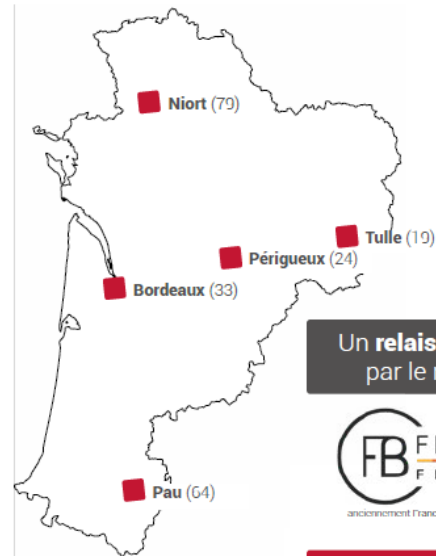 Niort (79)
Tulle (19)
Périgueux (24)
Bordeaux (33)
Un relais
par le
FB
Pau (64)
anciennement Franc